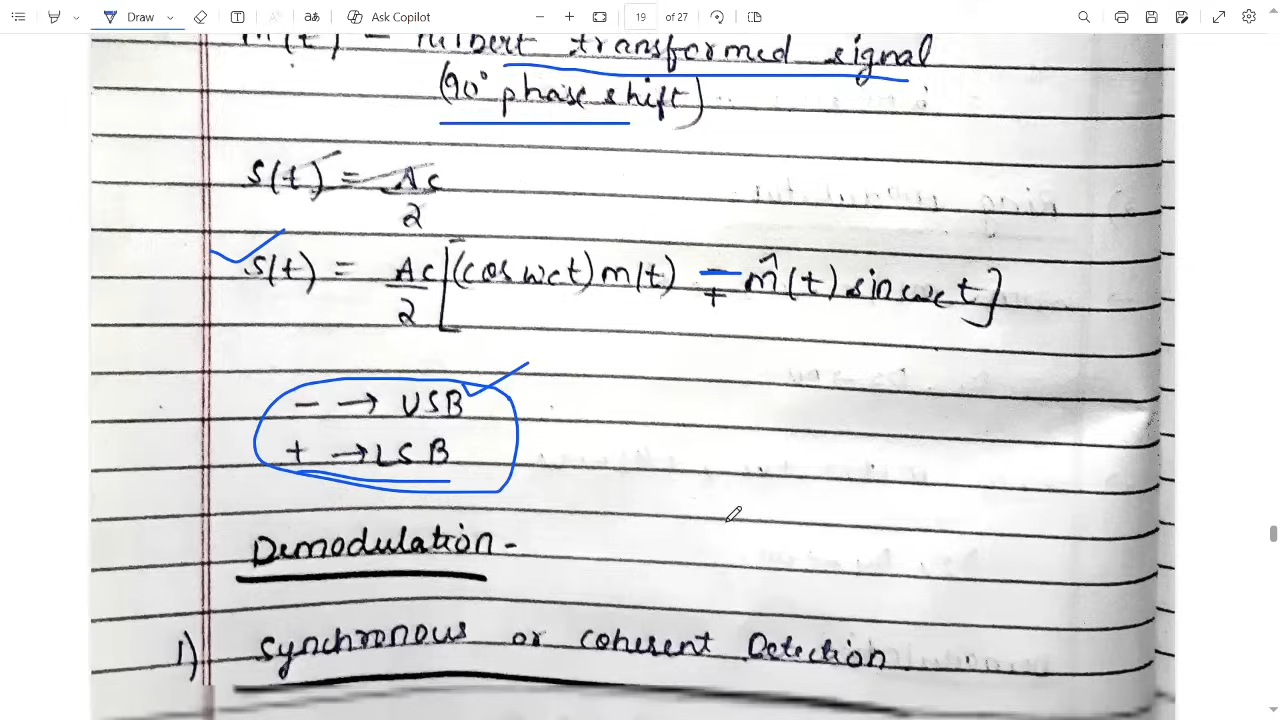 Draw
Ask Copilot
19 of 27
m̂(t) - Hilbert transformed signal
(90° phase shift)
S(t) = Ac/2
S(t) = Ac/2 [(cos wct) m(t) ∓ m̂(t) sin wct]
- → USB
+ → LSB
Demodulation -
1) Synchronous or coherent Detection